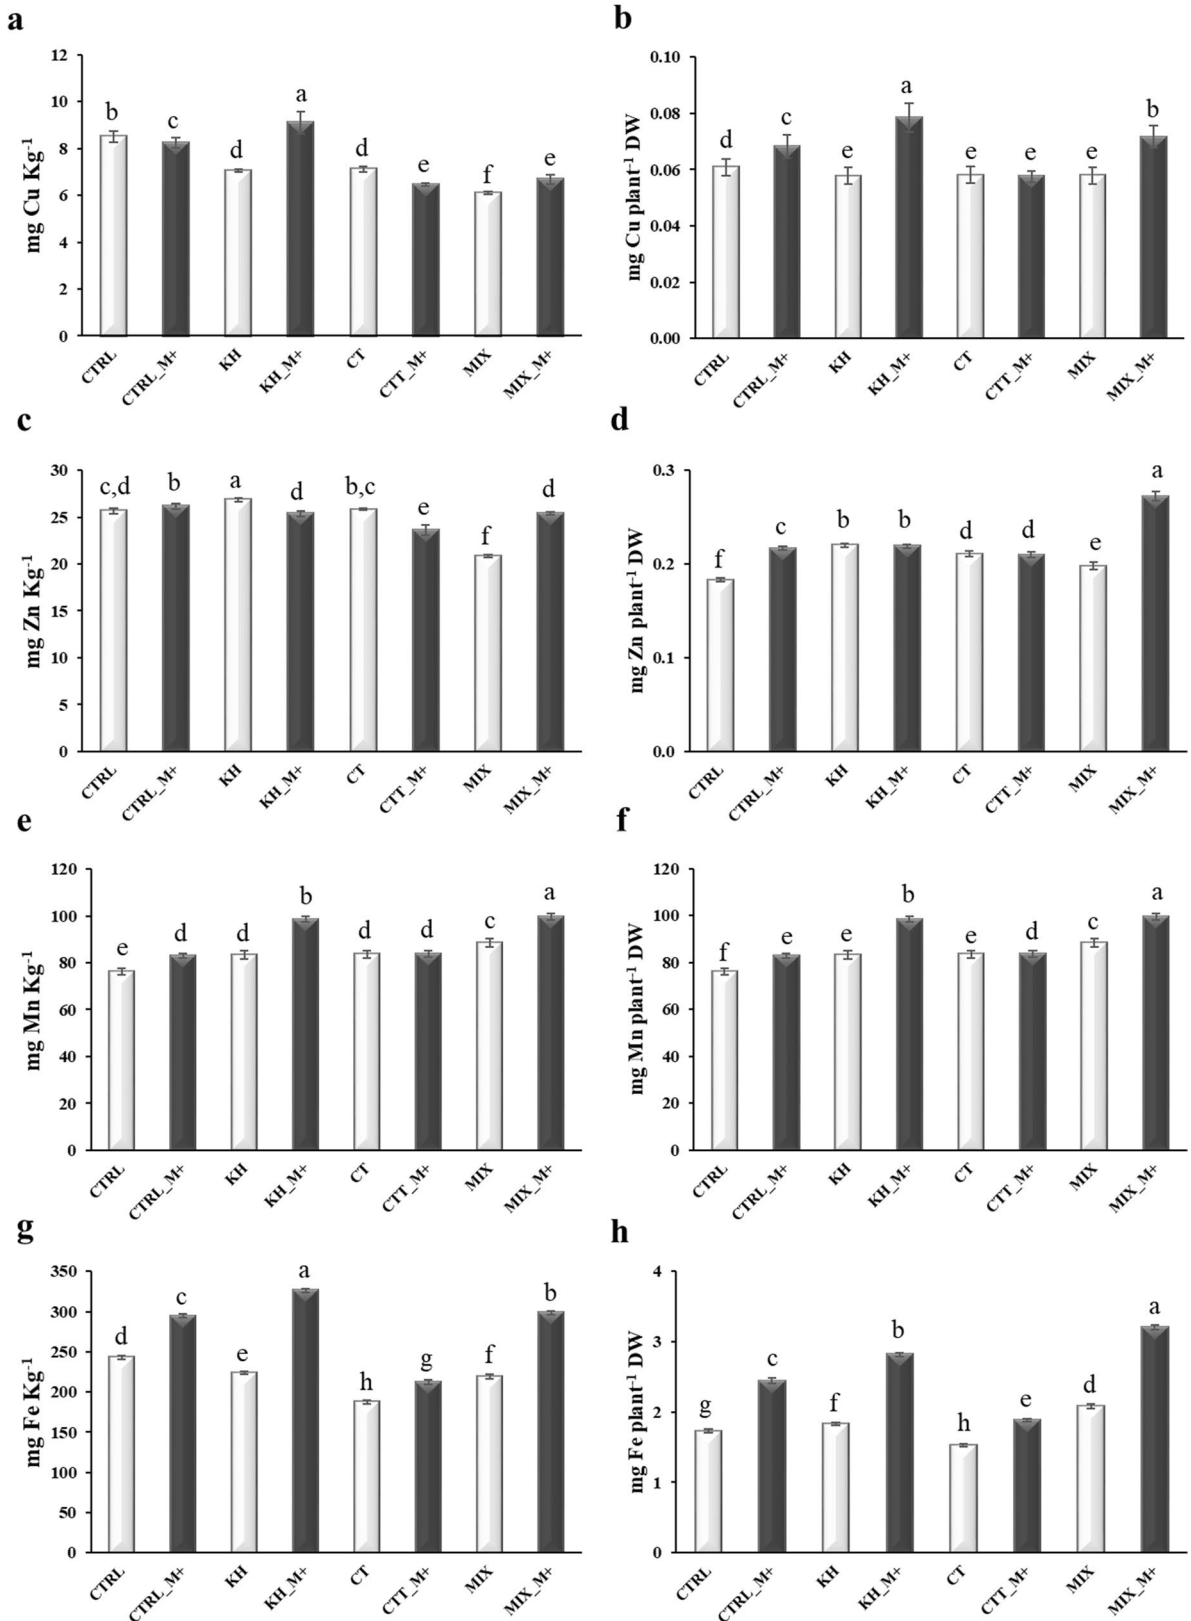 a
mg Cu Kg-1
12
10
8
6
4
2
0
b
c
d
a
d
e
f
e
CTRL
CTRL_M+
KH
KH_M+
CT
CTT_M+
MIX
MIX_M+
b
mg Cu plant-1 DW
0.10
0.08
0.06
0.04
0.02
0.00
d
c
e
a
e
e
e
b
CTRL
CTRL_M+
KH
KH_M+
CT
CTT_M+
MIX
MIX_M+
c
mg Zn Kg-1
30
25
20
15
10
5
0
c,d
b
a
d
b,c
e
f
d
CTRL
CTRL_M+
KH
KH_M+
CT
CTT_M+
MIX
MIX_M+
d
mg Zn plant-1 DW
0.3
0.2
0.1
0.0
f
c
b
b
d
d
e
a
CTRL
CTRL_M+
KH
KH_M+
CT
CTT_M+
MIX
MIX_M+
e
mg Mn Kg-1
120
100
80
60
40
20
0
e
d
d
b
d
d
c
a
CTRL
CTRL_M+
KH
KH_M+
CT
CTT_M+
MIX
MIX_M+
f
mg Mn plant-1 DW
120
100
80
60
40
20
0
f
e
e
b
e
d
c
a
CTRL
CTRL_M+
KH
KH_M+
CT
CTT_M+
MIX
MIX_M+
g
mg Fe Kg-1
350
300
250
200
150
100
50
0
d
c
e
a
h
g
f
b
CTRL
CTRL_M+
KH
KH_M+
CT
CTT_M+
MIX
MIX_M+
h
mg Fe plant-1 DW
4
3
2
1
0
g
c
f
b
h
e
d
a
CTRL
CTRL_M+
KH
KH_M+
CT
CTT_M+
MIX
MIX_M+